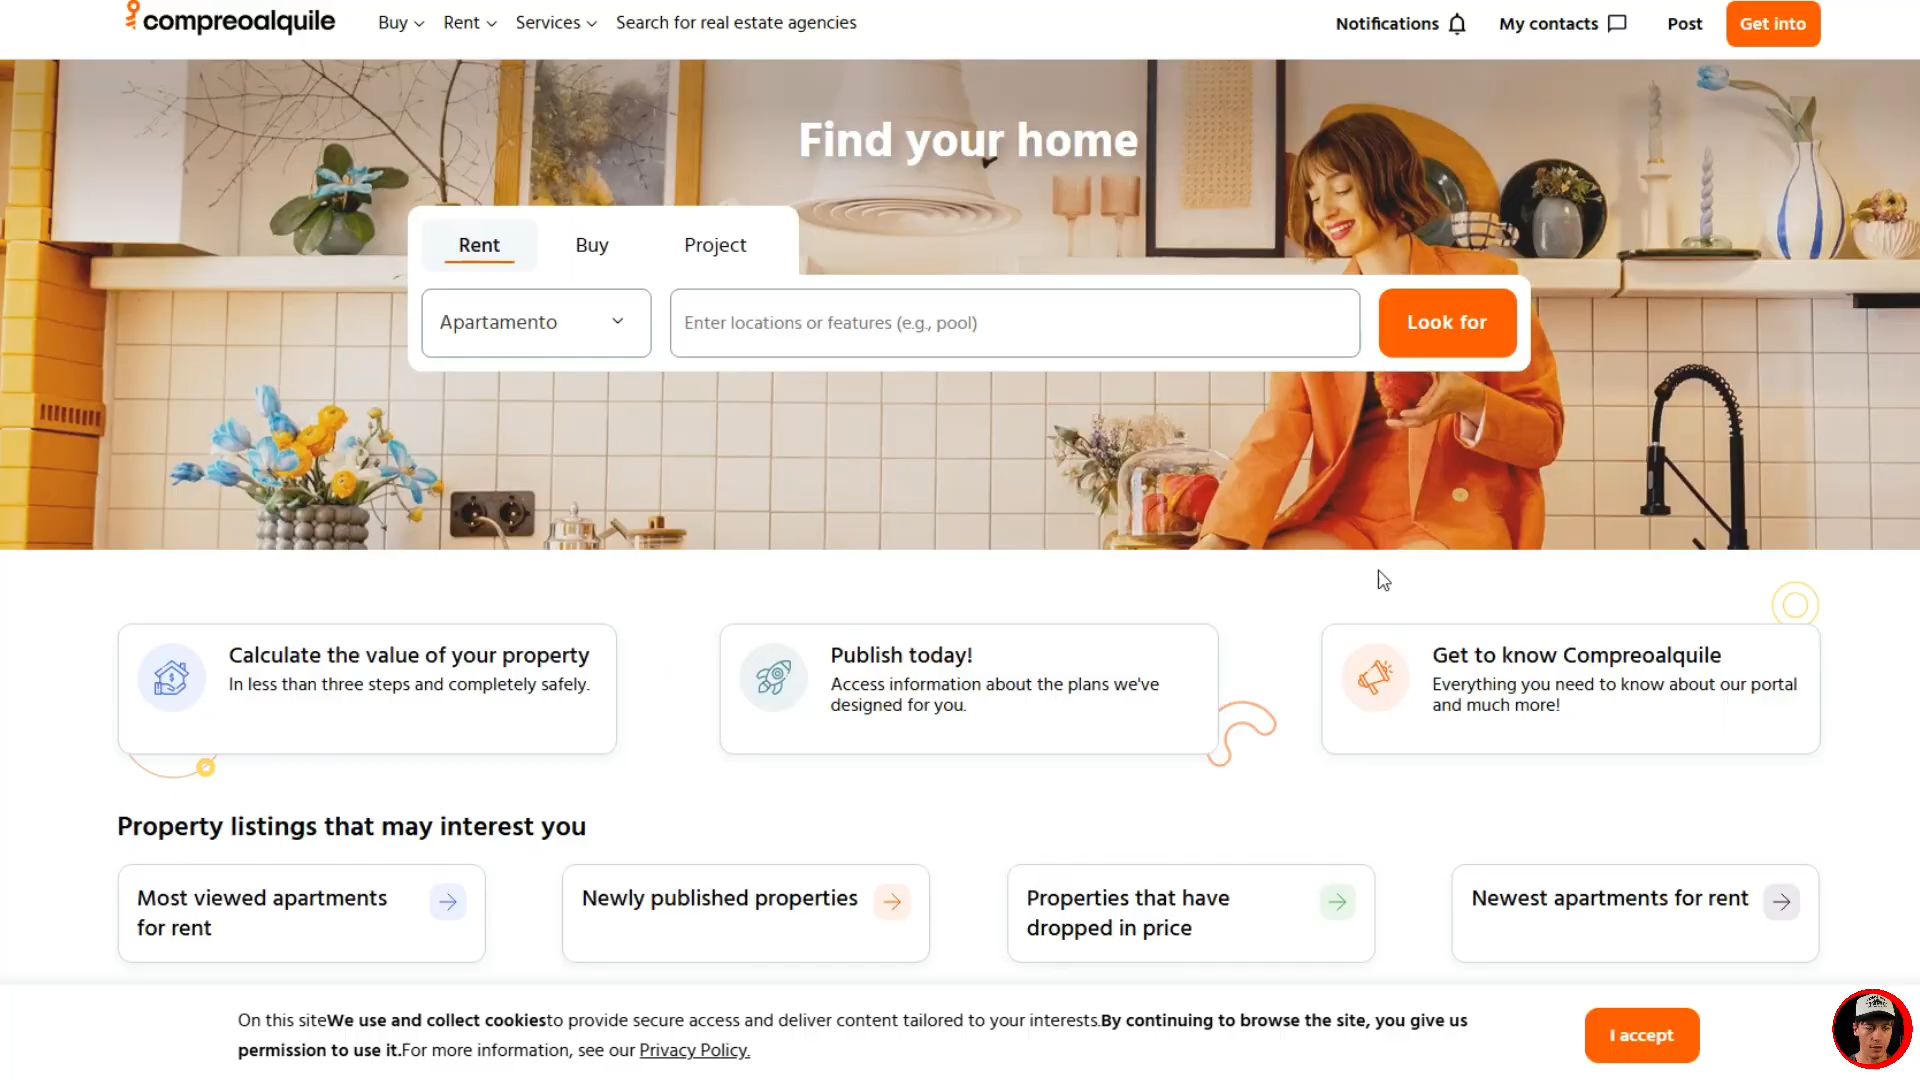 compreoalquile
Buy
Rent
Services
Search for real estate agencies
Notifications
My contacts
Post
Get into
Find your home
Rent
Buy
Project
Apartamento
Enter locations or features (e.g., pool)
Look for
Calculate the value of your property
In less than three steps and completely safely.
Publish today!
Access information about the plans we've
designed for you.
Get to know Compreoalquile
Everything you need to know about our portal
and much more!
Property listings that may interest you
Most viewed apartments
for rent
Newly published properties
Properties that have
dropped in price
Newest apartments for rent
On this siteWe use and collect cookiesto provide secure access and deliver content tailored to your interests.By continuing to browse the site, you give us
permission to use it.For more information, see our Privacy Policy.
I accept